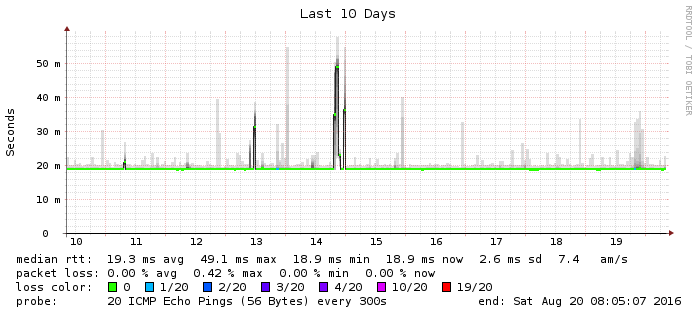 Last 10 Days
RRDTOOL / TOBI OETIKER
Seconds
50 m
40 m
30 m
20 m
10 m
0
10 11 12 13 14 15 16 17 18 19
median rtt: 19.3 ms avg 49.1 ms max 18.9 ms min 18.9 ms now 2.6 ms sd 7.4 am/s
packet loss: 0.00 % avg 0.42 % max 0.00 % min 0.00 % now
loss color: 0 1/20 2/20 3/20 4/20 10/20 19/20
probe: 20 ICMP Echo Pings (56 Bytes) every 300s end: Sat Aug 20 08:05:07 2016